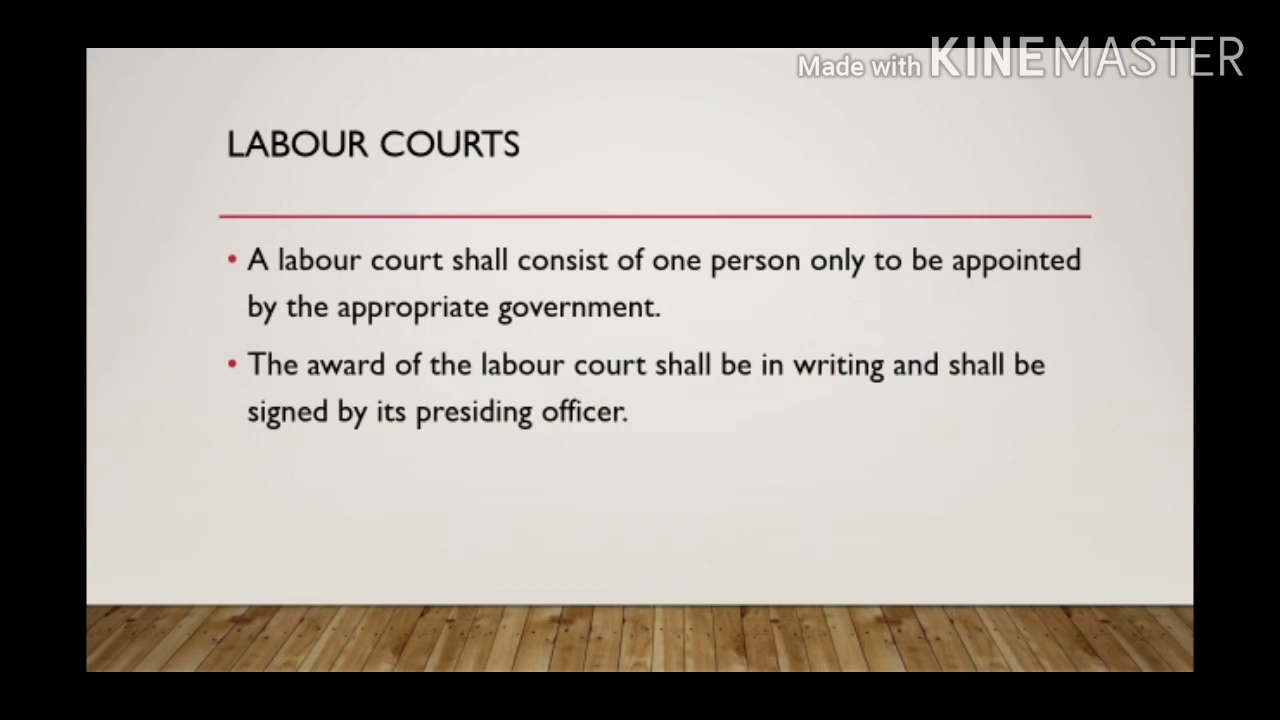 Made with KINEMASTER
LABOUR COURTS
• A labour court shall consist of one person only to be appointed
by the appropriate government.
• The award of the labour court shall be in writing and shall be
signed by its presiding officer.